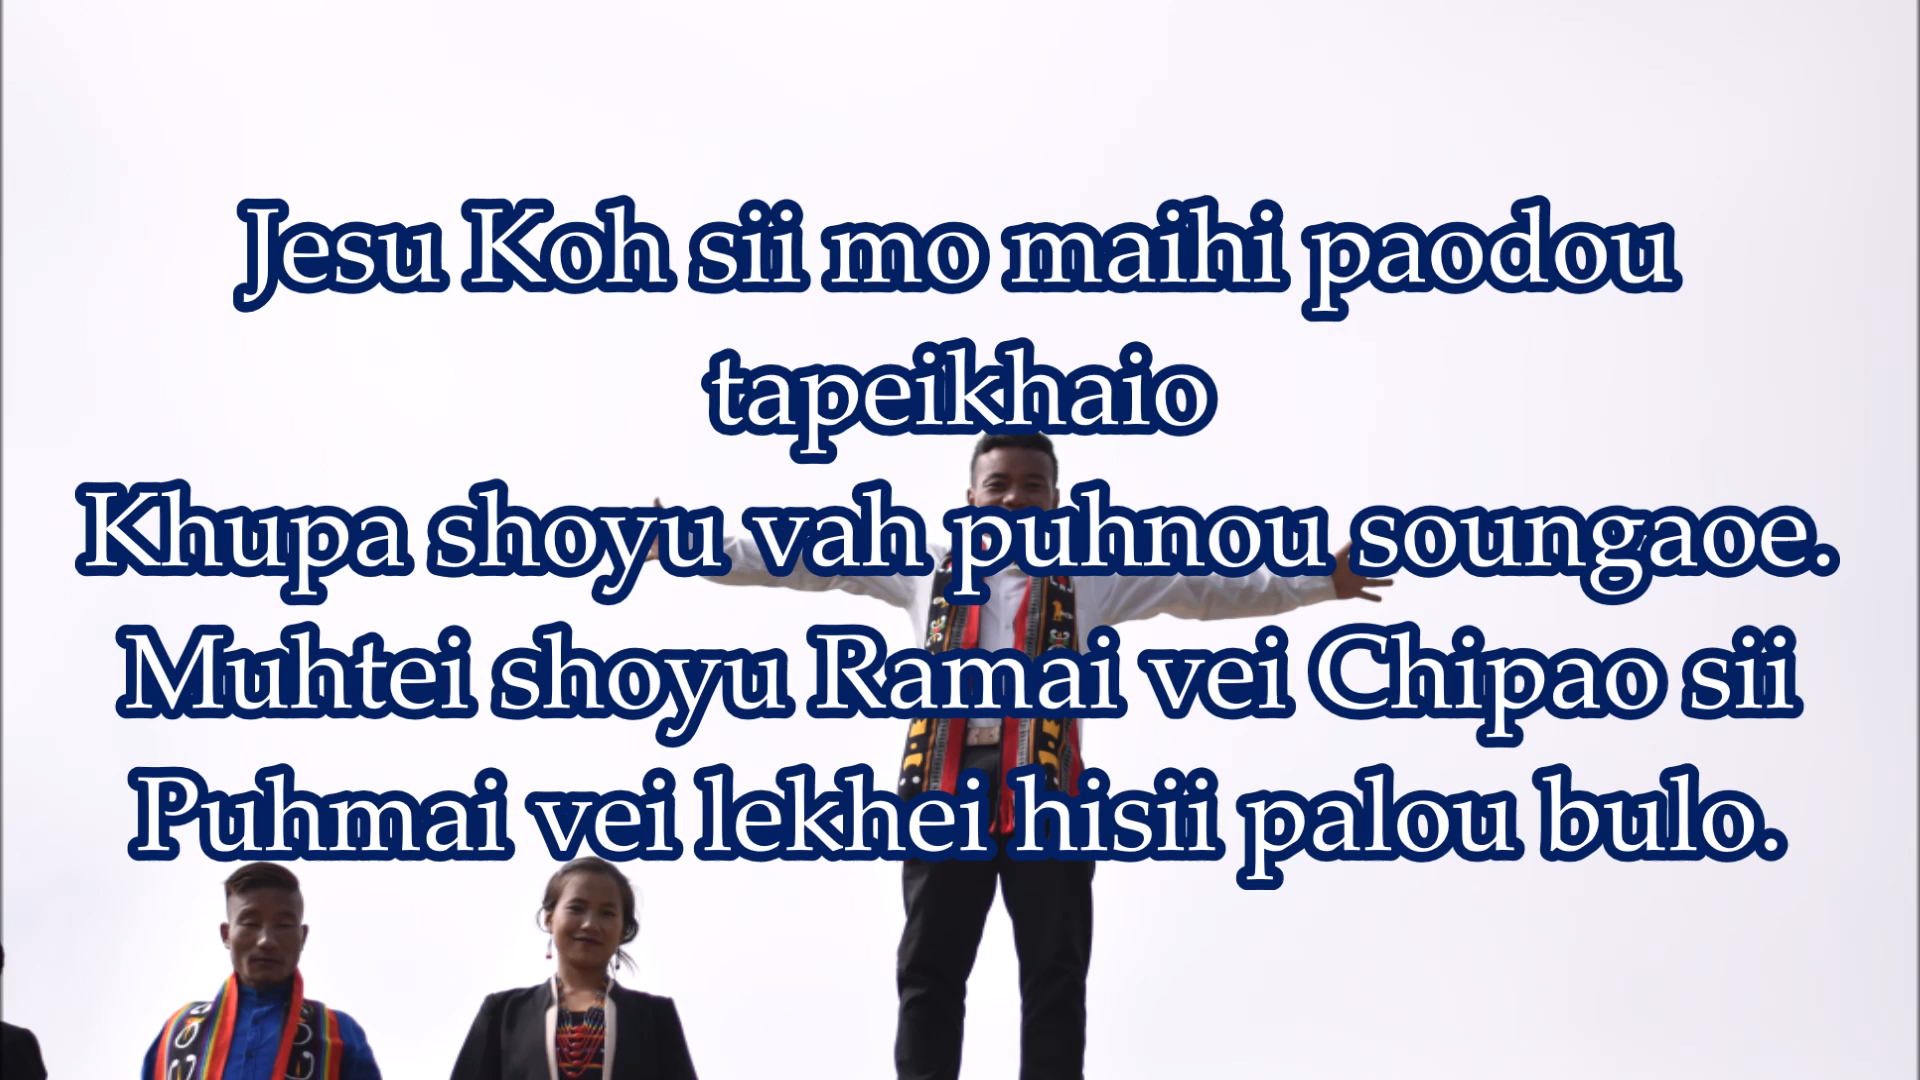 Jesu Koh sii mo maihi paodou
tapeikhaio
Khupa shoyu vah puhnou soungaoe.
Muhtei shoyu Ramai vei Chipao sii
Puhmai vei lekhei hisii palou bulo.